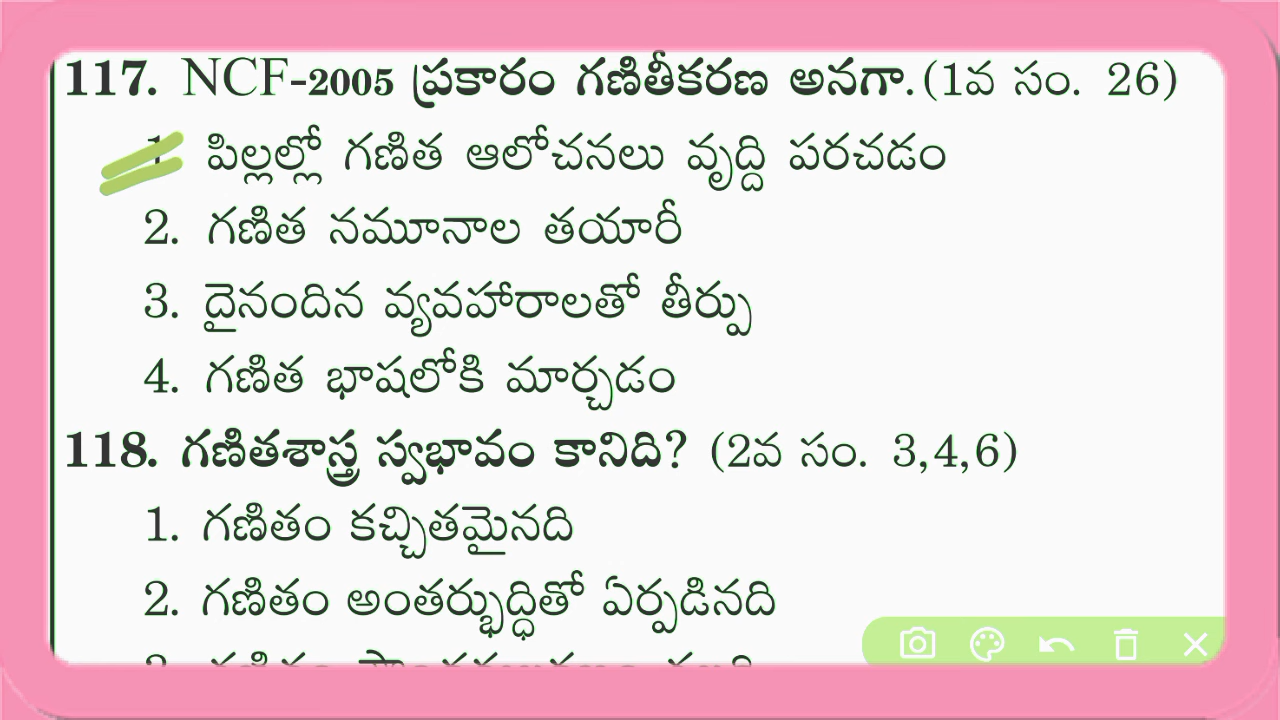 117. NCF-2005 ప్రకారం గణితీకరణ అనగా.(1వ సం. 26)
1. పిల్లల్లో గణిత ఆలోచనలు వృద్ది పరచడం
2. గణిత నమూనాల తయారీ
3. దైనందిన వ్యవహారాలతో తీర్పు
4. గణిత భాషలోకి మార్చడం
118. గణితశాస్త్ర స్వభావం కానిది? (2వ సం. 3,4,6)
1. గణితం కచ్చితమైనది
2. గణితం అంతర్భుద్ధితో ఏర్పడినది